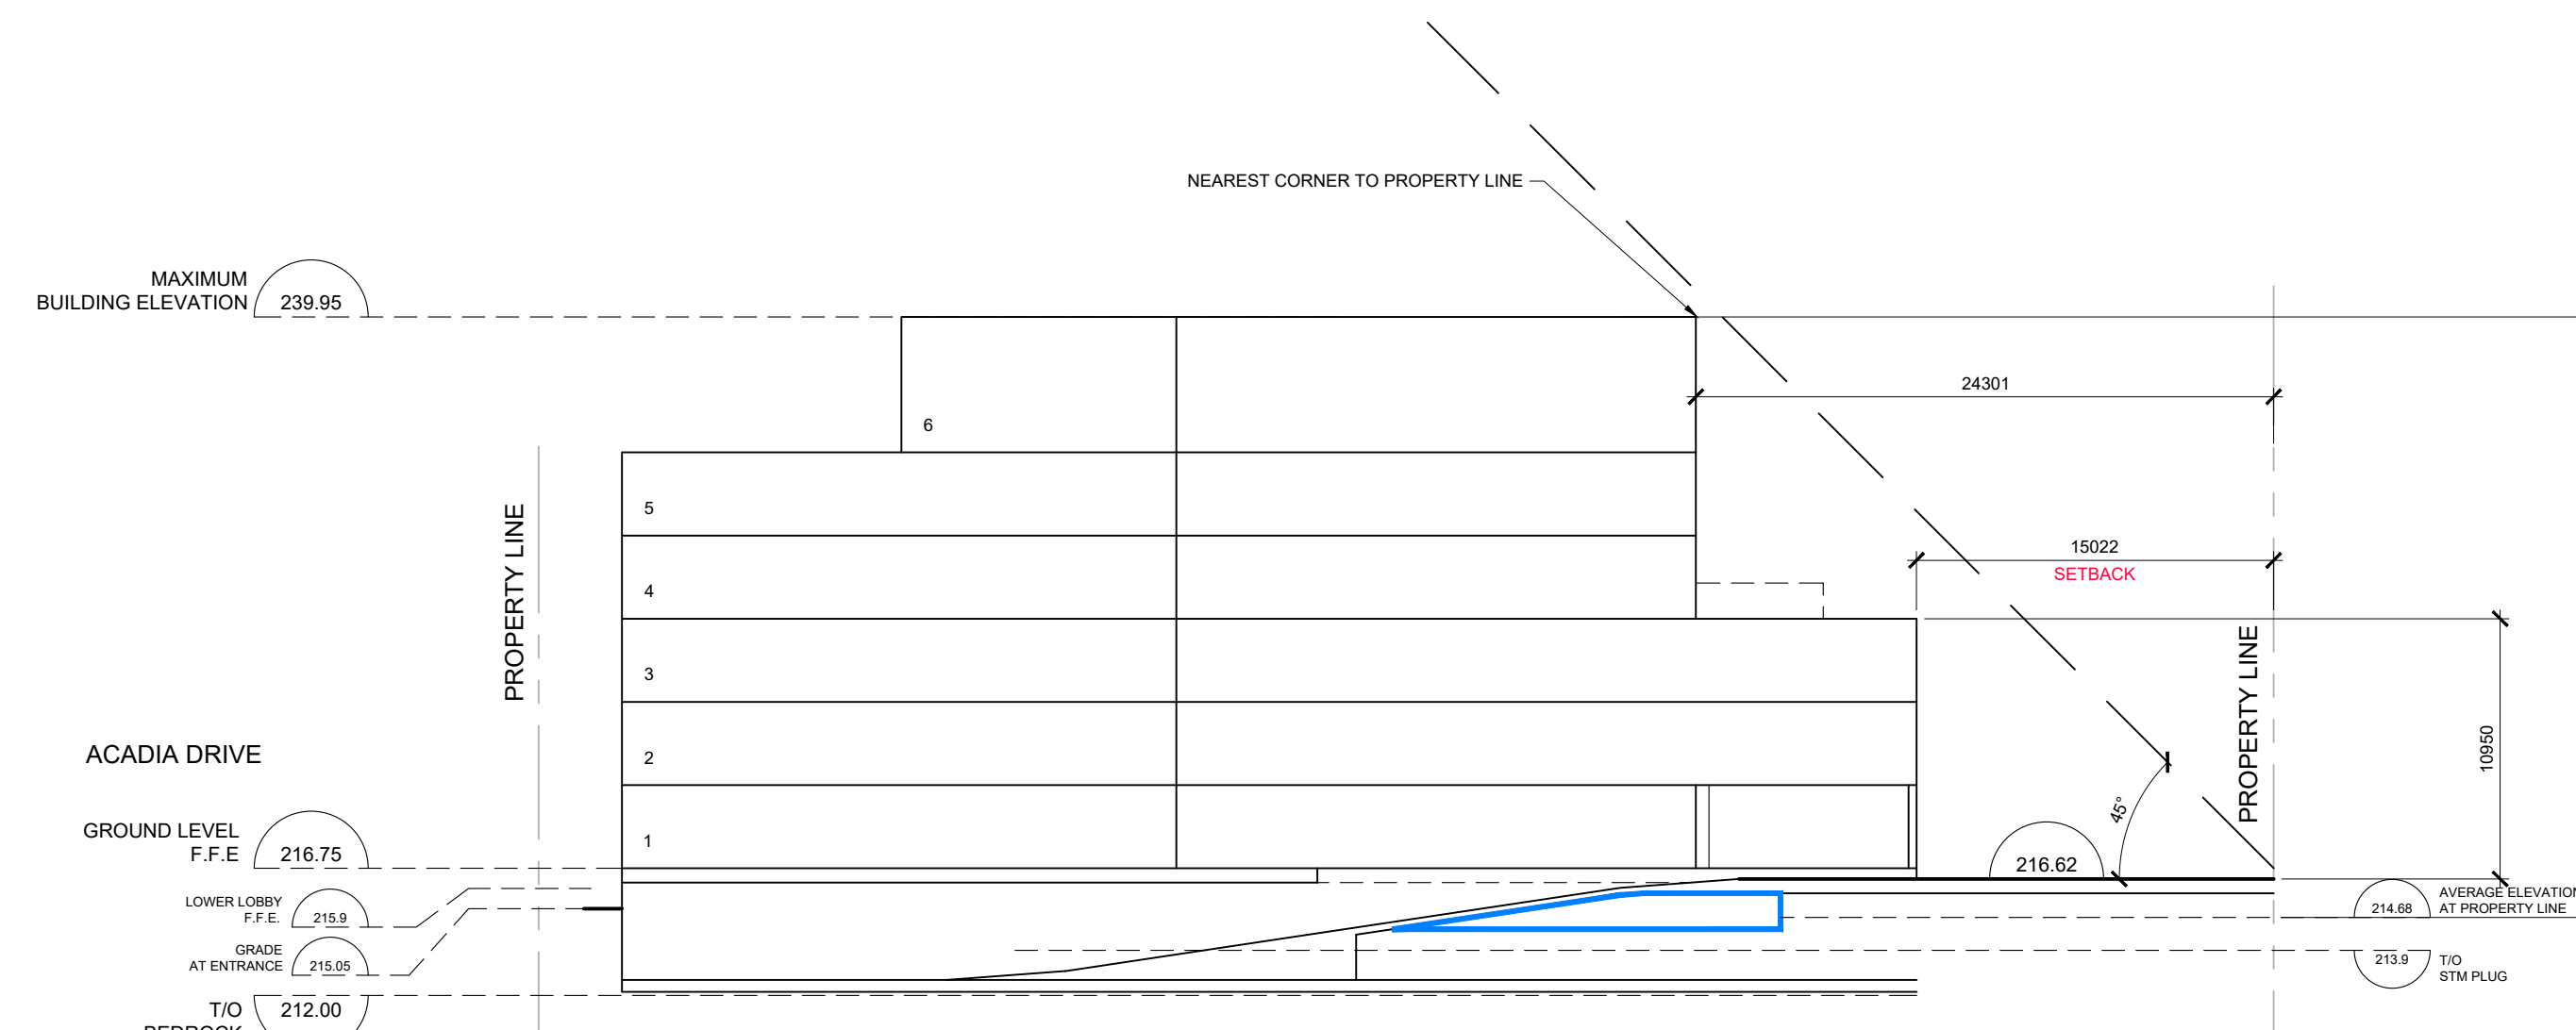 NEAREST CORNER TO PROPERTY LINE
MAXIMUM
BUILDING ELEVATION
239.95
24301
6
5
15022
SETBACK
4
PROPERTY LINE
3
PROPERTY LINE
2
10950
ACADIA DRIVE
45°
GROUND LEVEL
F.F.E
216.75
1
216.62
LOWER LOBBY
F.F.E.
215.9
214.68
AVERAGE ELEVATION
AT PROPERTY LINE
GRADE
AT ENTRANCE
215.05
213.9
T/O
STM PLUG
T/O
BEDROCK
212.00